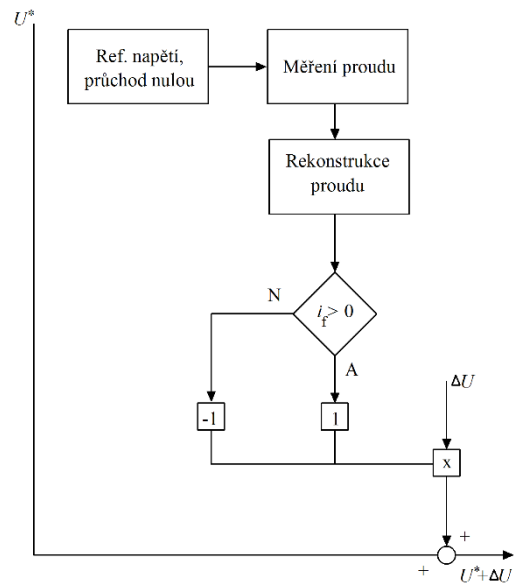 U*
Ref. napětí,
průchod nulou
Měření proudu
Rekonstrukce
proudu
N
i_f > 0
A
ΔU
-1
1
x
+
+
U*+ΔU